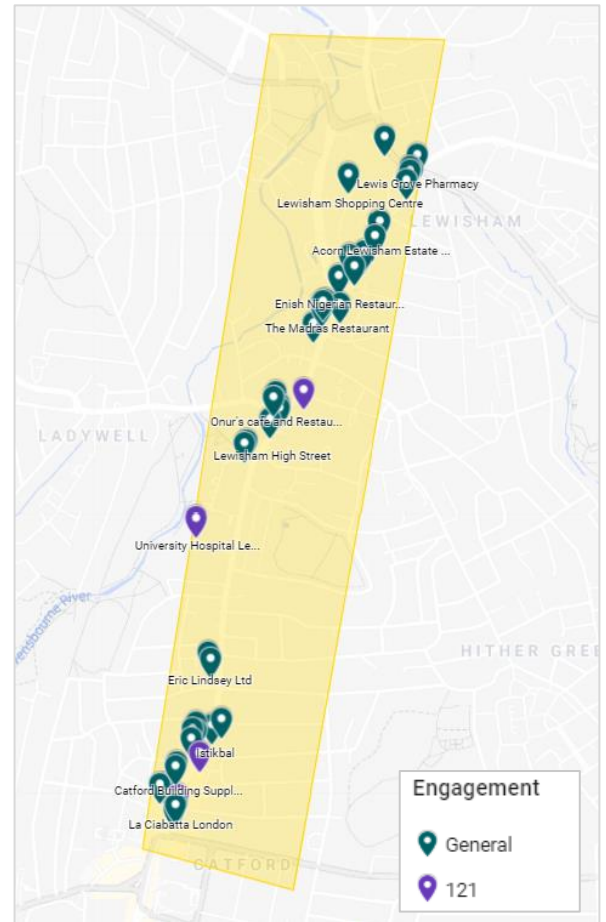 Lewis Grove Pharmacy
Lewisham Shopping Centre
LEWISHAM
Acorn Lewisham Estate ...
Enish Nigerian Restaur...
The Madras Restaurant
Onur's cafe and Restau...
LADYWELL
Lewisham High Street
University Hospital Le...
ensbourne River
HITHER GREE
Eric Lindsey Ltd
Istikbal
Catford Building Suppl...
La Ciabatta London
CATFORD
Engagement
General
121